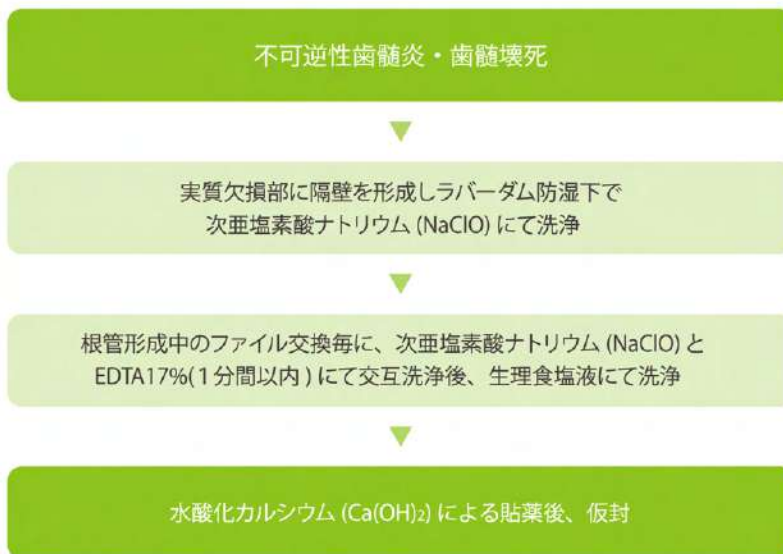 不可逆性歯髄炎・歯髄壊死
実質欠損部に隔壁を形成しラバーダム防湿下で
次亜塩素酸ナトリウム (NaClO) にて洗浄
根管形成中のファイル交換毎に、次亜塩素酸ナトリウム (NaClO) と
EDTA17%( 1 分間以内 ) にて交互洗浄後、生理食塩液にて洗浄
水酸化カルシウム (Ca(OH)₂) による貼薬後、仮封